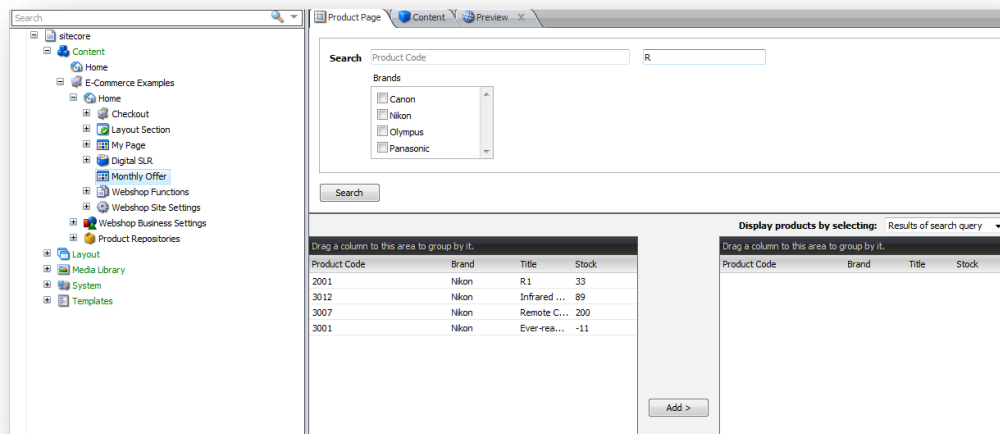 Search
sitecore
Content
Home
E-Commerce Examples
Home
Checkout
Layout Section
My Page
Digital SLR
Monthly Offer
Webshop Functions
Webshop Site Settings
Webshop Business Settings
Product Repositories
Layout
Media Library
System
Templates
Product Page Content Preview X
Search Product Code R
Brands
Canon
Nikon
Olympus
Panasonic
Search
Display products by selecting: Results of search query
Drag a column to this area to group by it.
Product Code Brand Title Stock
2001 Nikon R1 33
3012 Nikon Infrared ... 89
3007 Nikon Remote C... 200
3001 Nikon Ever-rea... -11
Add >
Drag a column to this area to group by it.
Product Code Brand Title Stock